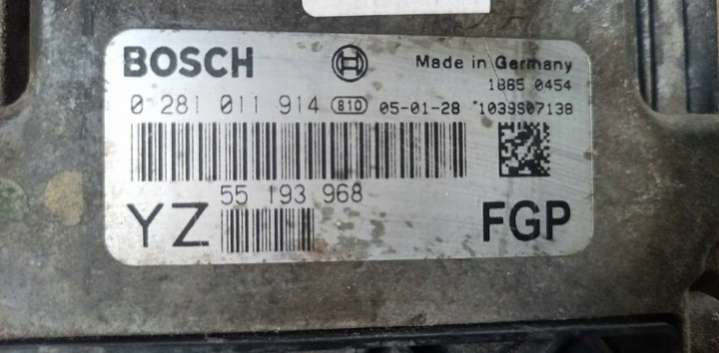 BOSCH Made in Germany
1865 0454
0 281 011 914 810 05-01-28 *1039S07138
55 193 968
YZ FGP